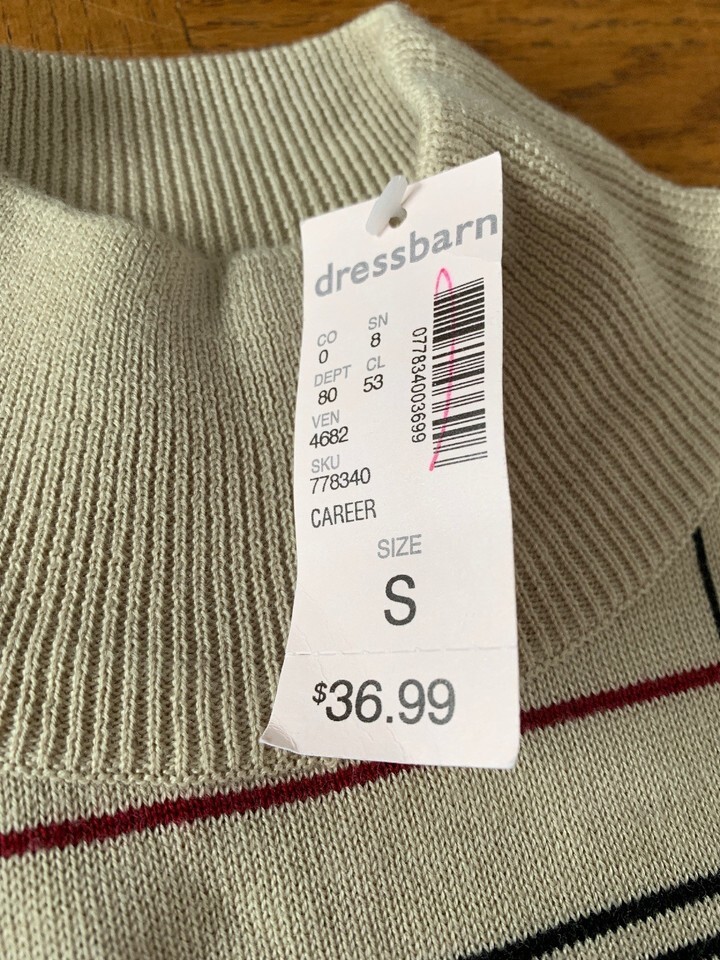 dressbarn
CO SN
0 8
DEPT CL
80 53
VEN
4682
SKU
778340
CAREER
077834003699
SIZE
S
$36.99